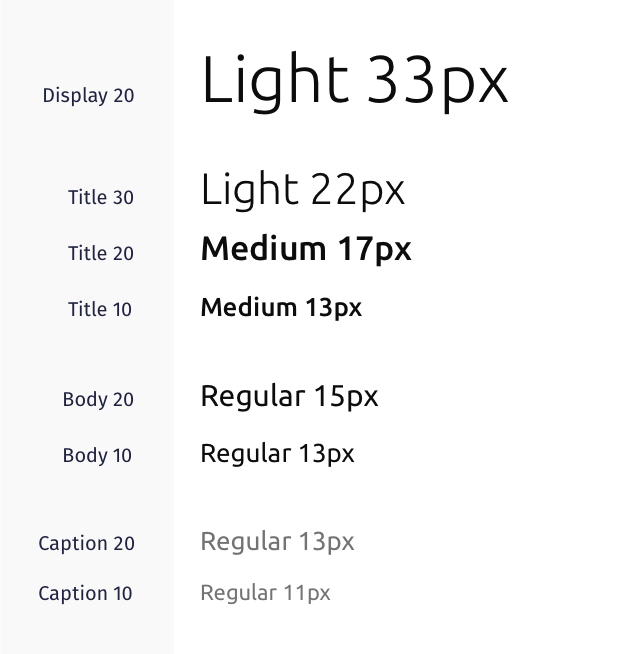 Display 20 Light 33px
Title 30 Light 22px
Title 20 Medium 17px
Title 10 Medium 13px
Body 20 Regular 15px
Body 10 Regular 13px
Caption 20 Regular 13px
Caption 10 Regular 11px